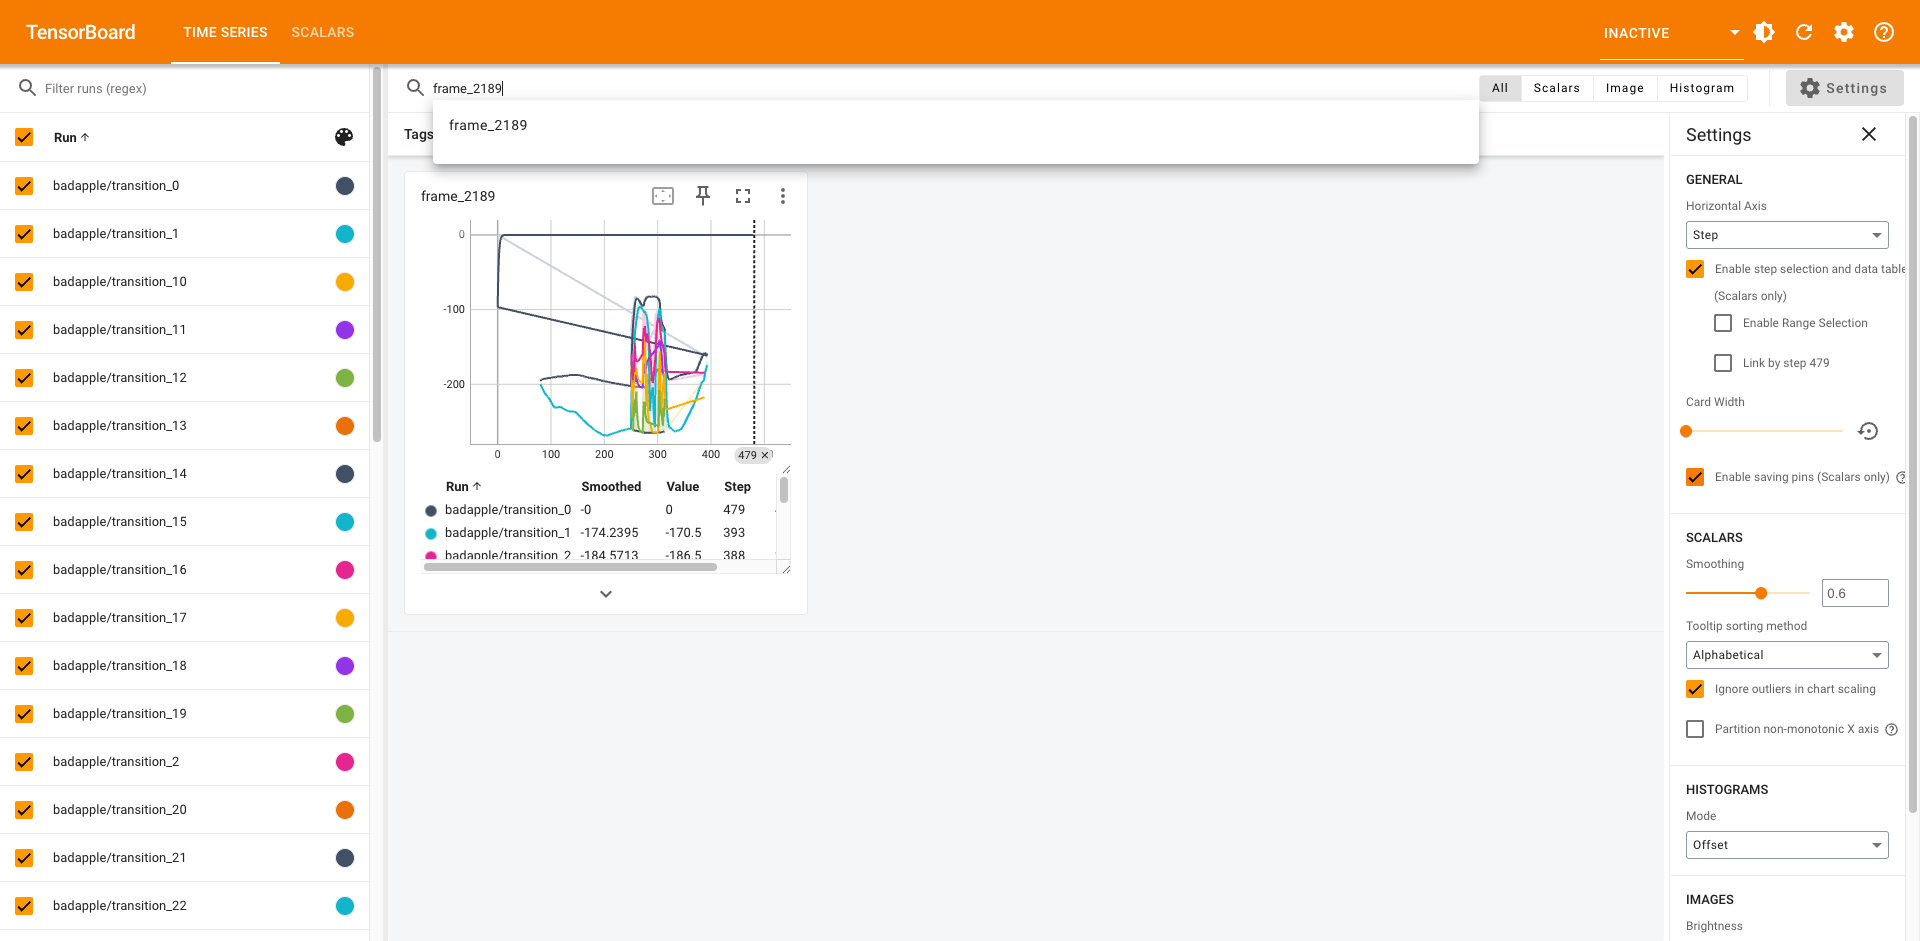 TensorBoard TIME SERIES SCALARS INACTIVE
Filter runs (regex)
Run
badapple/transition_0
badapple/transition_1
badapple/transition_10
badapple/transition_11
badapple/transition_12
badapple/transition_13
badapple/transition_14
badapple/transition_15
badapple/transition_16
badapple/transition_17
badapple/transition_18
badapple/transition_19
badapple/transition_2
badapple/transition_20
badapple/transition_21
badapple/transition_22
frame_2189
All Scalars Image Histogram Settings
frame_2189
Tags
frame_2189
0
-100
-200
0 100 200 300 400 479
Run Smoothed Value Step
badapple/transition_0 -0 0 479
badapple/transition_1 -174.2395 -170.5 393
badapple/transition_2 -184.5713 -186.5 388
Settings
GENERAL
Horizontal Axis
Step
Enable step selection and data table
(Scalars only)
Enable Range Selection
Link by step 479
Card Width
Enable saving pins (Scalars only)
SCALARS
Smoothing
0.6
Tooltip sorting method
Alphabetical
Ignore outliers in chart scaling
Partition non-monotonic X axis
HISTOGRAMS
Mode
Offset
IMAGES
Brightness